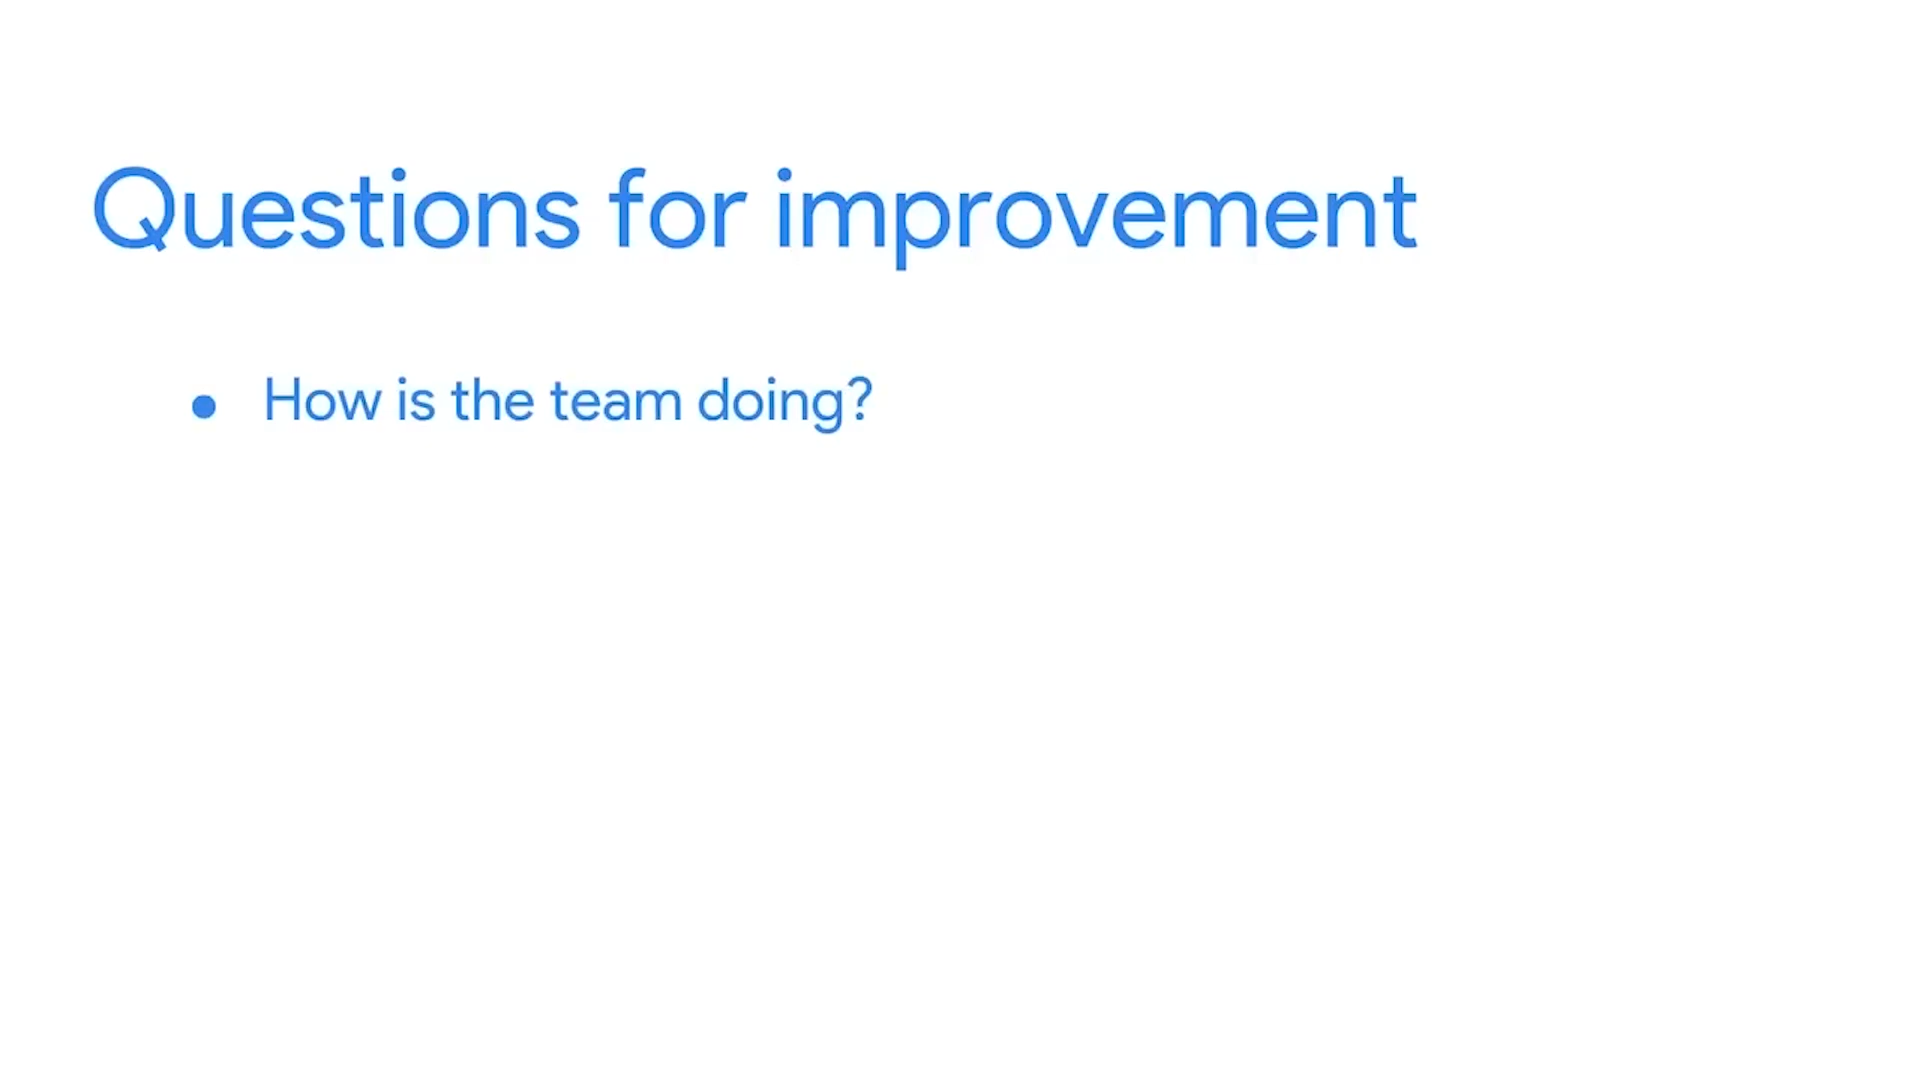 Questions for improvement
• How is the team doing?